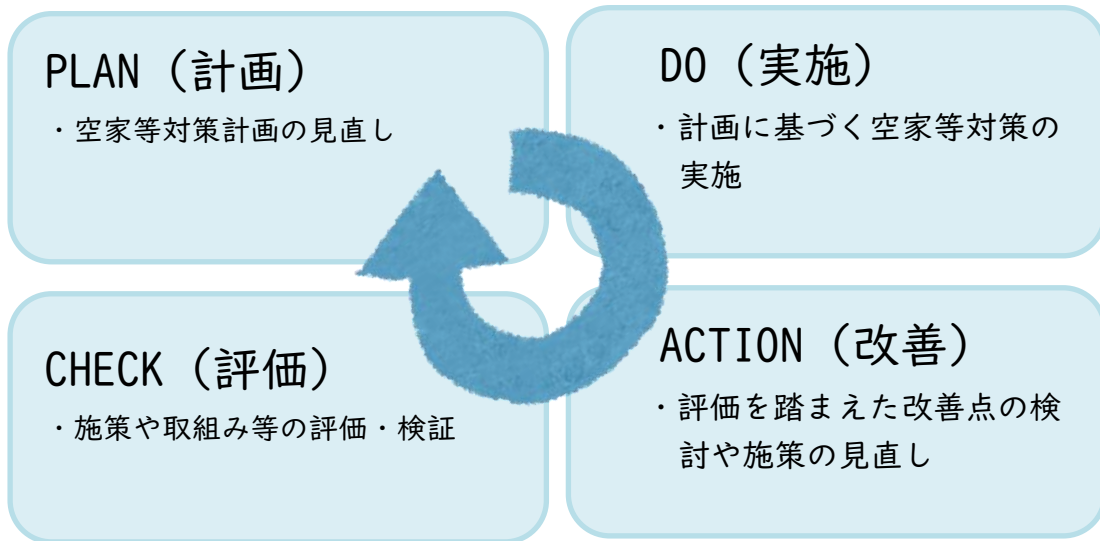 PLAN（計画）
・空家等対策計画の見直し
DO（実施）
・計画に基づく空家等対策の
実施
CHECK（評価）
・施策や取組み等の評価・検証
ACTION（改善）
・評価を踏まえた改善点の検
討や施策の見直し